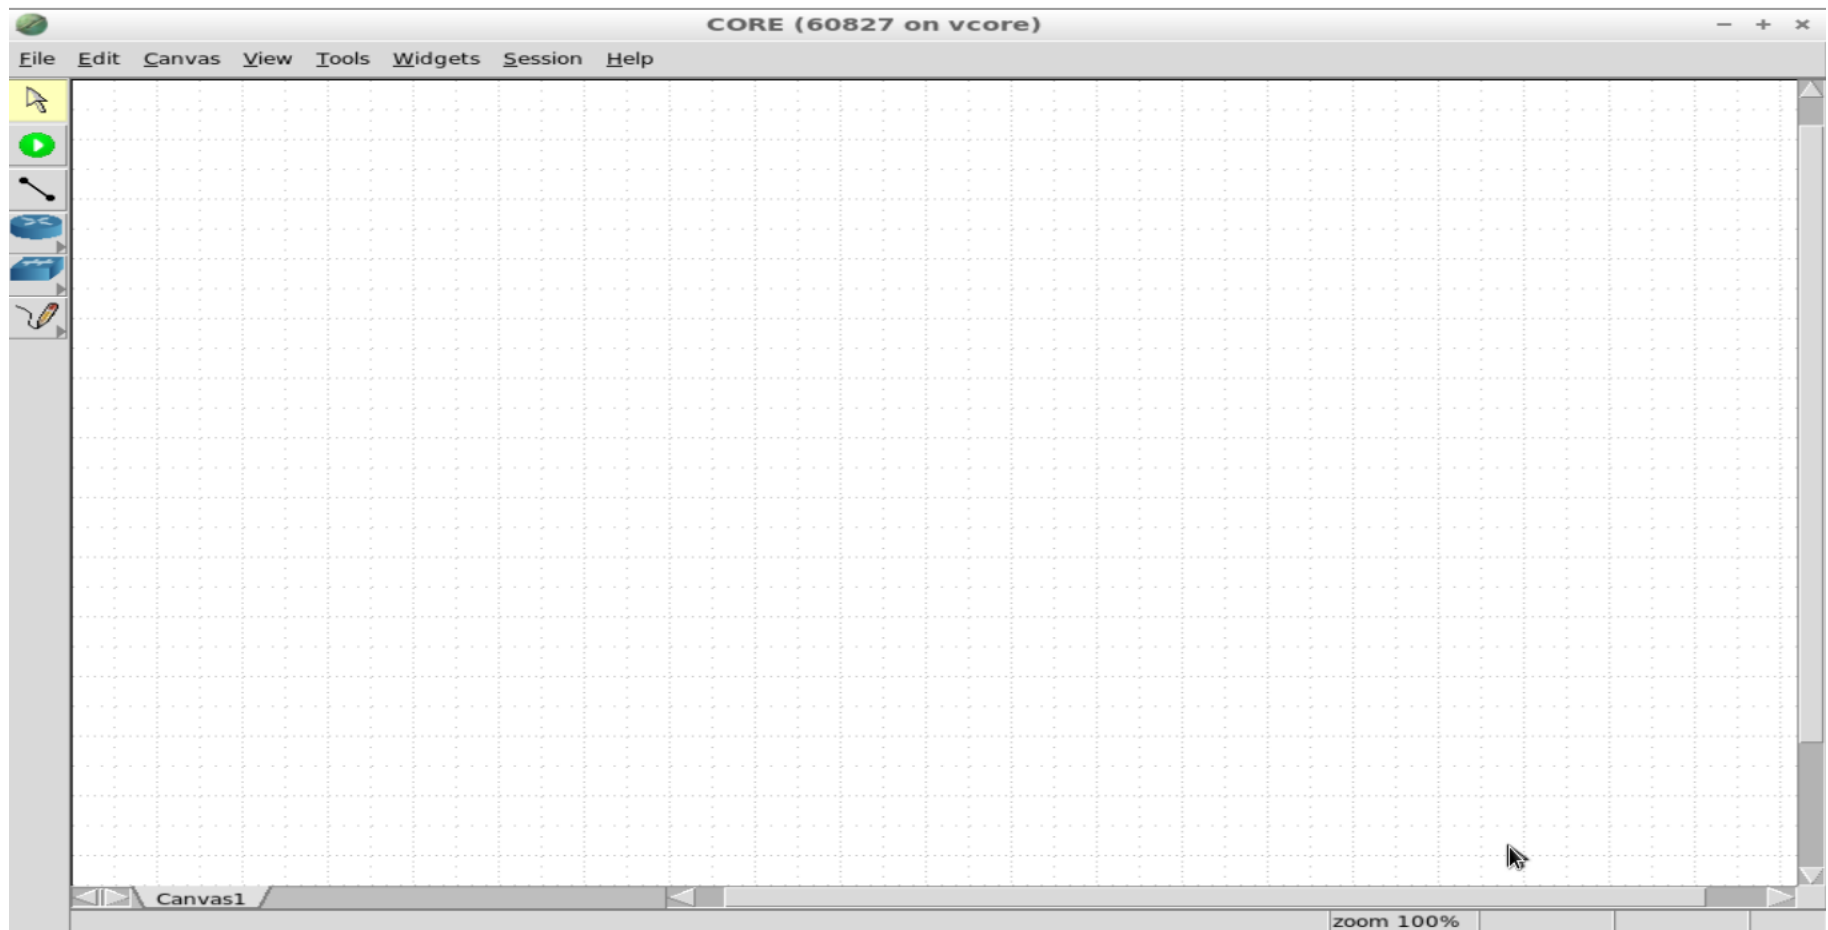 CORE (60827 on vcore)
File Edit Canvas View Tools Widgets Session Help
Canvas1
zoom 100%